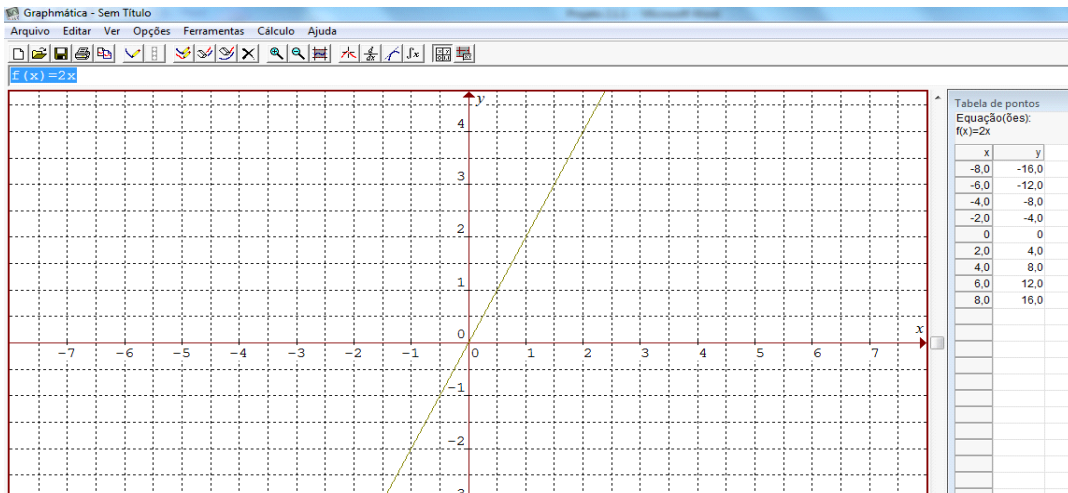 Graphmática - Sem Título
Arquivo Editar Ver Opções Ferramentas Cálculo Ajuda
f(x)=2x
y
4
3
2
1
0
x
-7 -6 -5 -4 -3 -2 -1 0 1 2 3 4 5 6 7
-1
-2
Tabela de pontos
Equação(ões):
f(x)=2x
x y
-8,0 -16,0
-6,0 -12,0
-4,0 -8,0
-2,0 -4,0
0 0
2,0 4,0
4,0 8,0
6,0 12,0
8,0 16,0